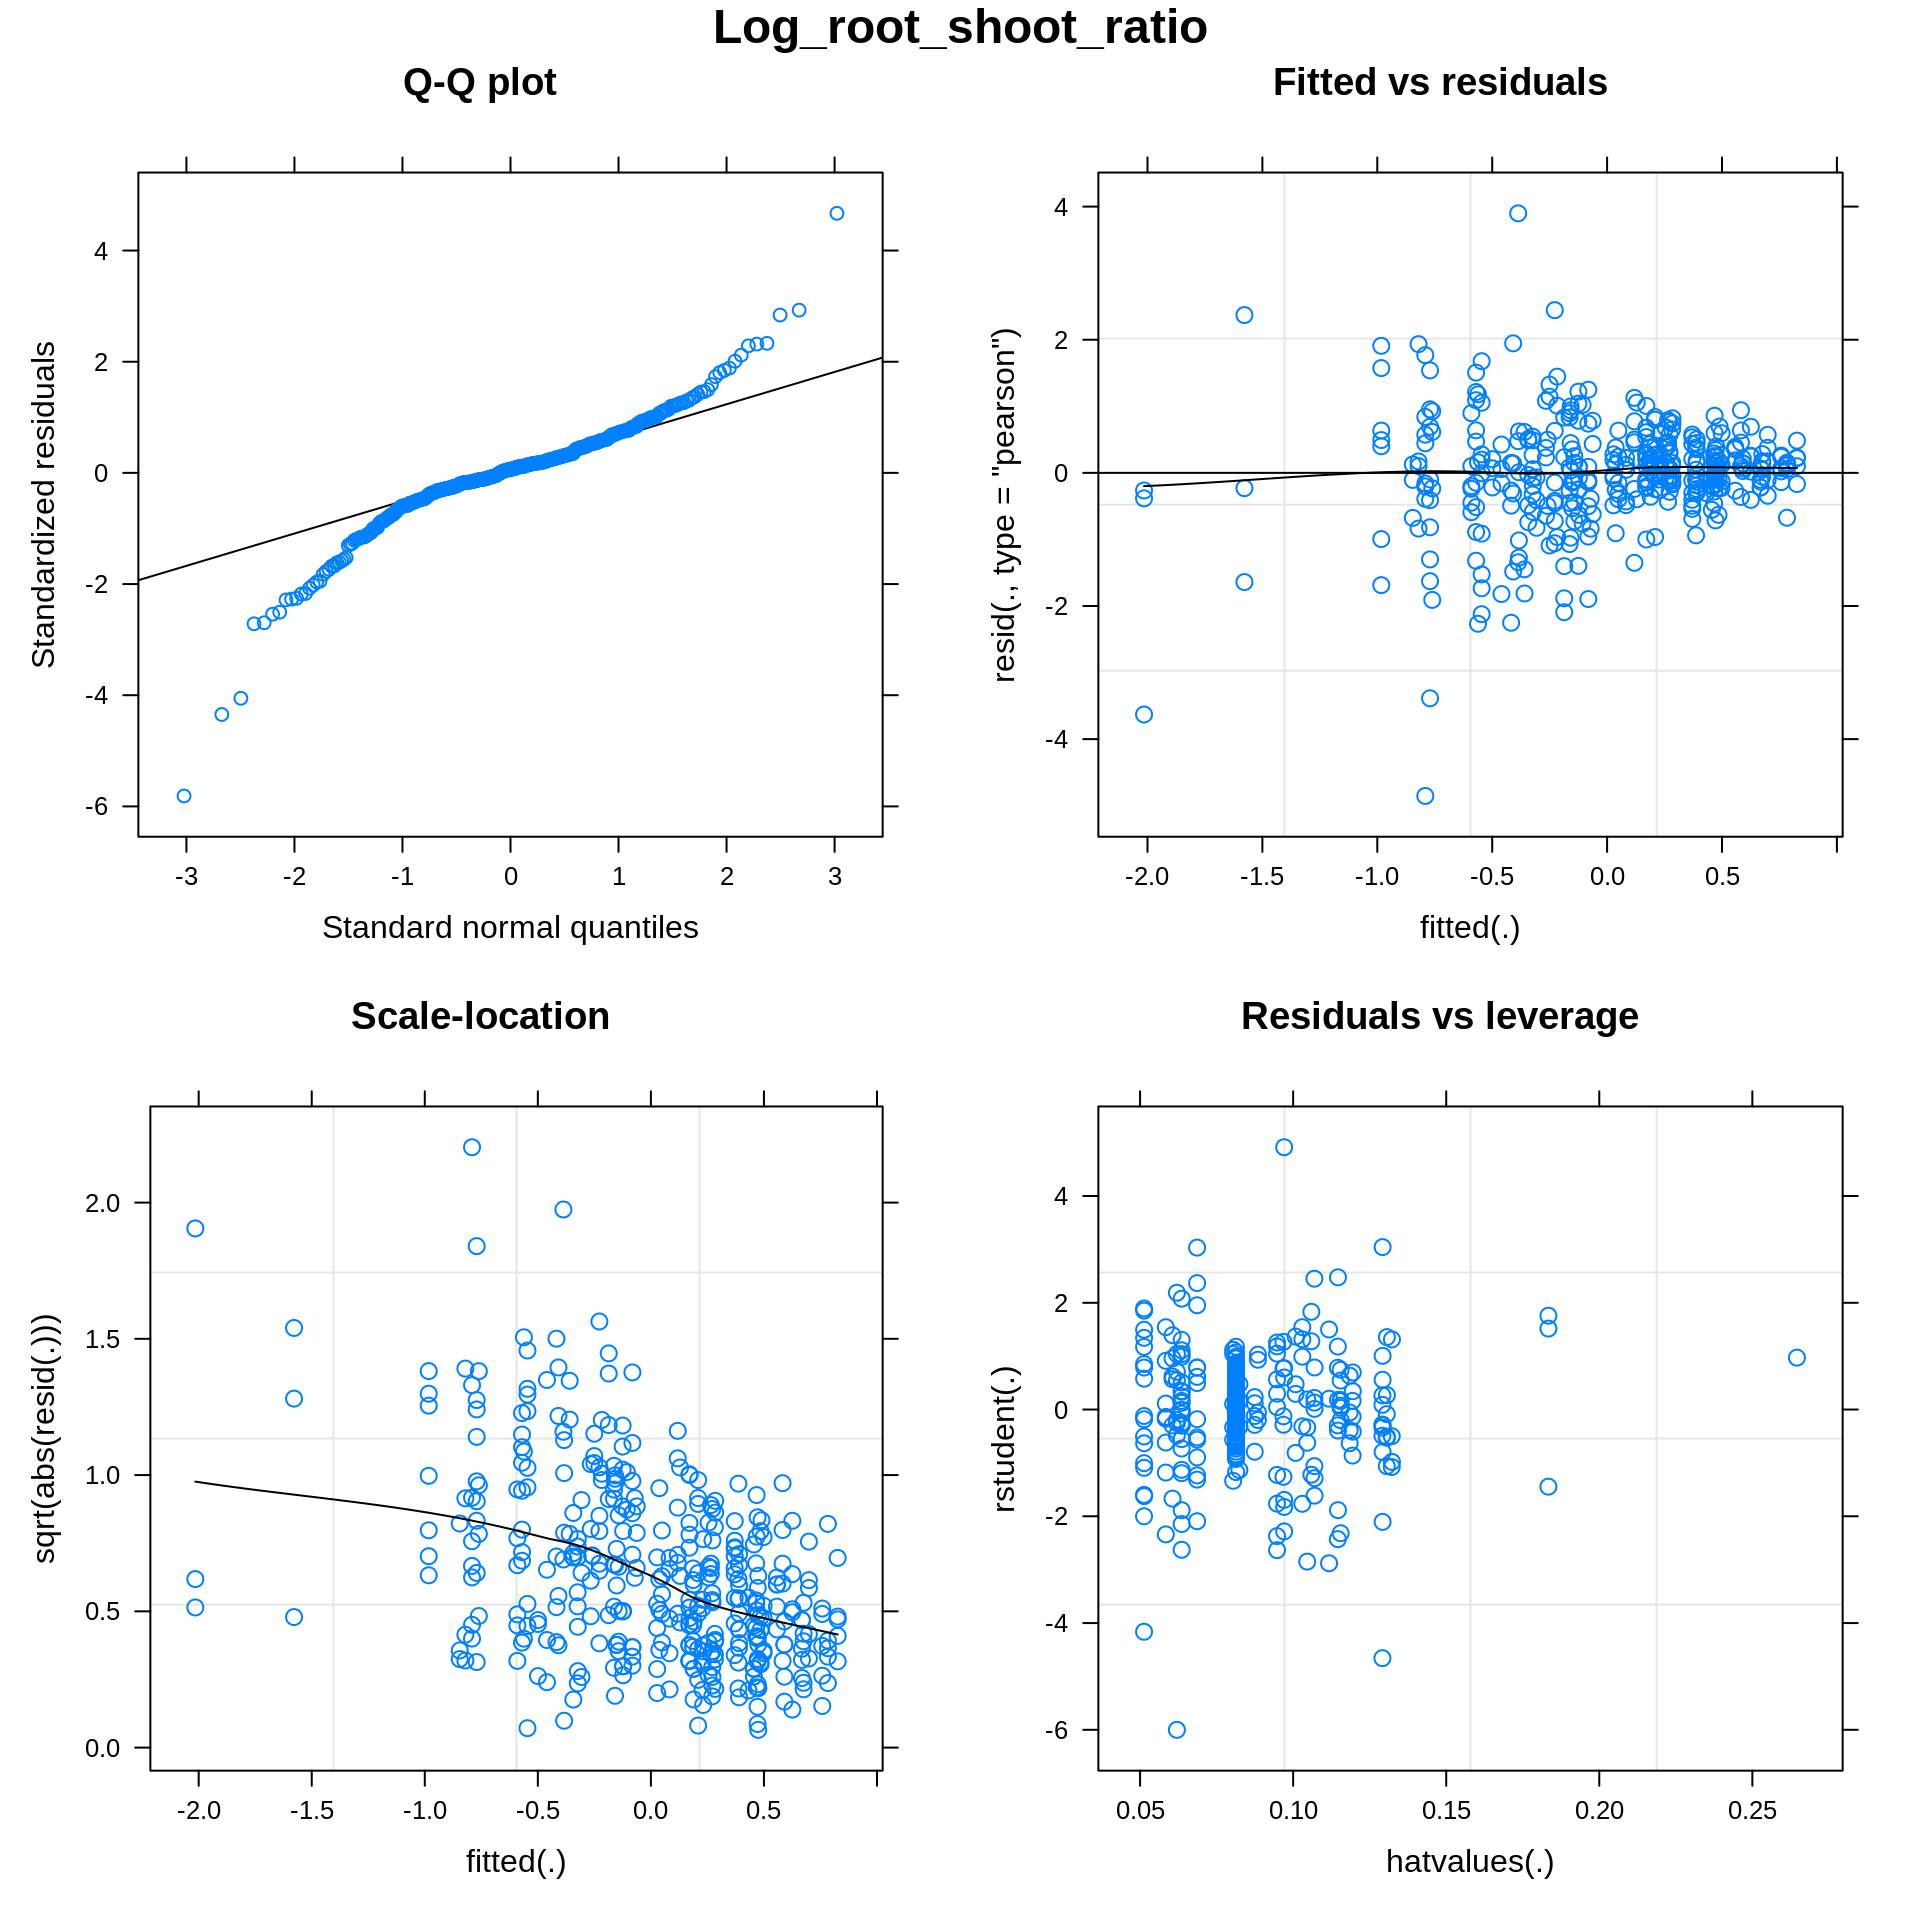 Log_root_shoot_ratio
Q-Q plot
Standardized residuals
4
2
0
-2
-4
-6
-3 -2 -1 0 1 2 3
Standard normal quantiles
Fitted vs residuals
resid(., type = "pearson")
4
2
0
-2
-4
-2.0 -1.5 -1.0 -0.5 0.0 0.5
fitted(.)
Scale-location
sqrt(abs(resid(.)))
2.0
1.5
1.0
0.5
0.0
-2.0 -1.5 -1.0 -0.5 0.0 0.5
fitted(.)
Residuals vs leverage
rstudent(.)
4
2
0
-2
-4
-6
0.05 0.10 0.15 0.20 0.25
hatvalues(.)